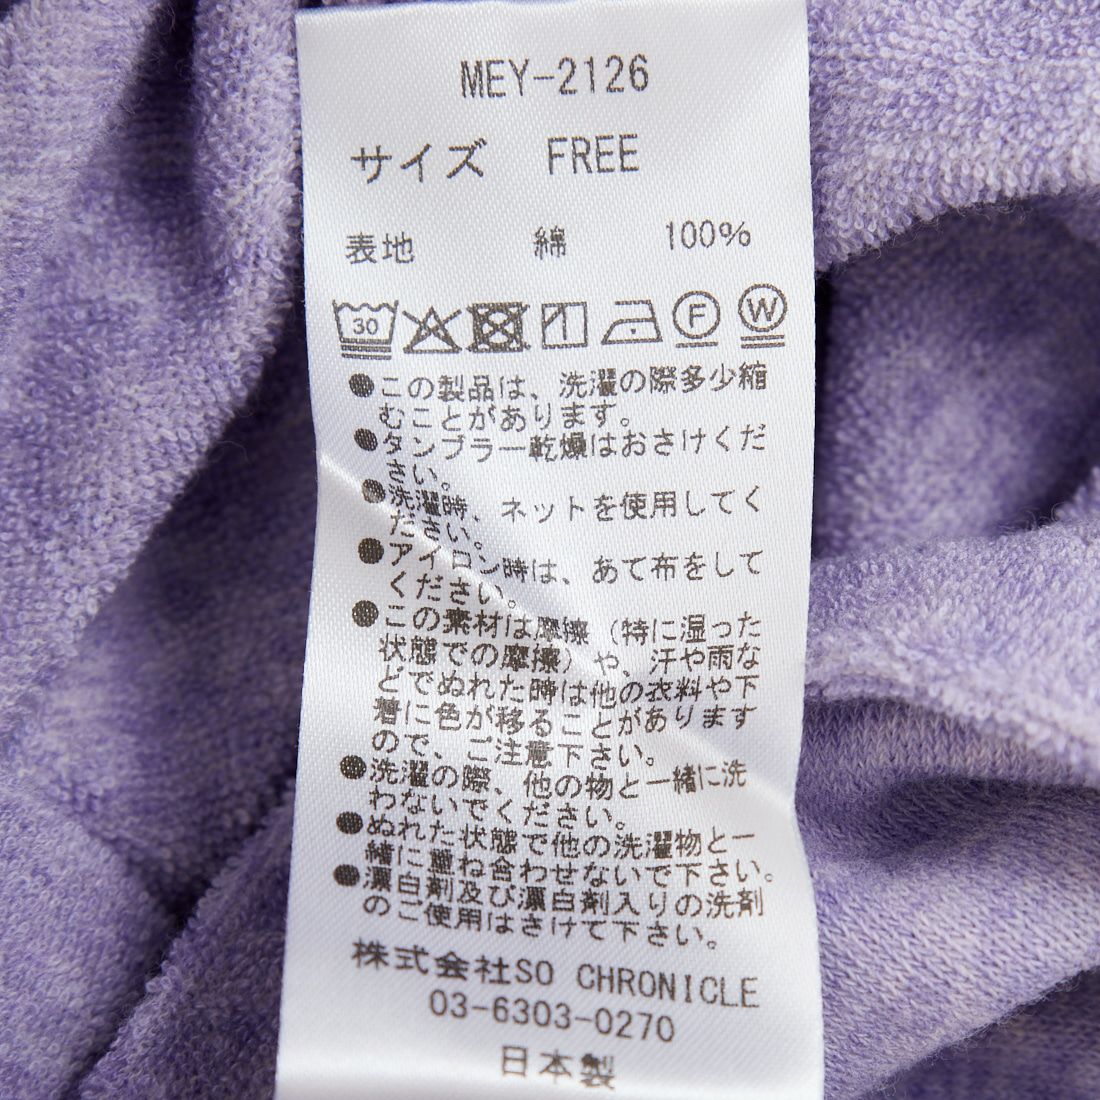 MEY-2126
サイズ FREE
表地 綿 100%
30 F W
●この製品は、洗濯の際多少縮
むことがあります。
●タンブラー乾燥はおさけくだ
さい。
●洗濯時、ネットを使用してく
ださい。
●アイロン時は、あて布をして
ください。
●この素材は摩擦（特に湿った
状態での摩擦）や、汗や雨な
どでぬれた時は他の衣料や下
着に色が移ることがあります
ので、ご注意下さい。
●洗濯の際、他の物と一緒に洗
わないでください。
●ぬれた状態で他の洗濯物と一
緒に重ね合わせないで下さい。
●漂白剤及び漂白剤入りの洗剤
のご使用はさけて下さい。
株式会社SO CHRONICLE
03-6303-0270
日本製